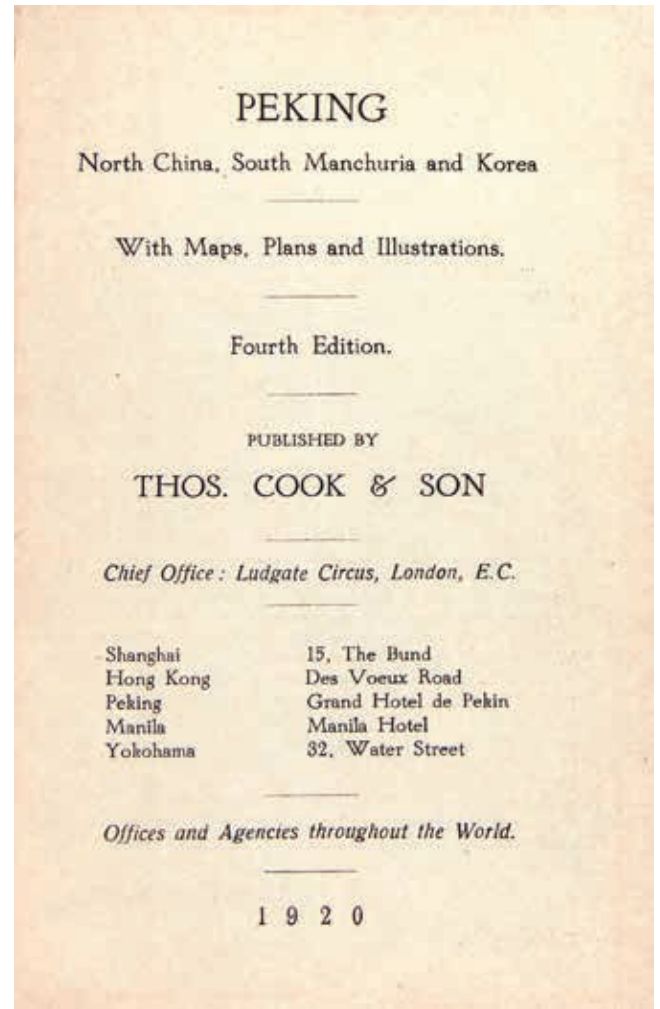 PEKING
North China, South Manchuria and Korea
With Maps, Plans and Illustrations.
Fourth Edition.
PUBLISHED BY
THOS. COOK & SON
Chief Office: Ludgate Circus, London, E.C.
Shanghai 15, The Bund
Hong Kong Des Voeux Road
Peking Grand Hotel de Pekin
Manila Manila Hotel
Yokohama 32, Water Street
Offices and Agencies throughout the World.
1920